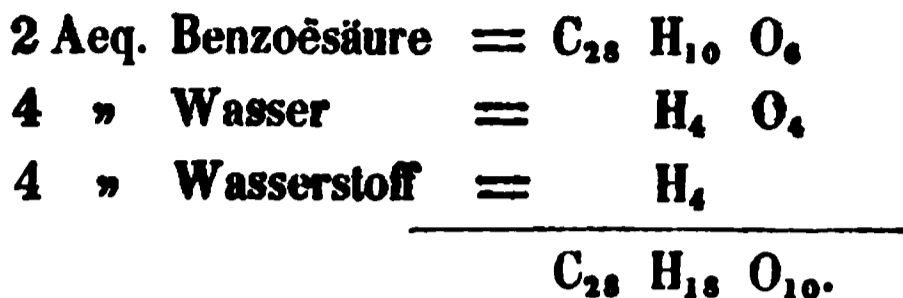 2 Aeq. Benzoësäure = C₂₈ H₁₀ O₆
4 „ Wasser = H₄ O₄
4 „ Wasserstoff = H₄
C₂₈ H₁₈ O₁₀.